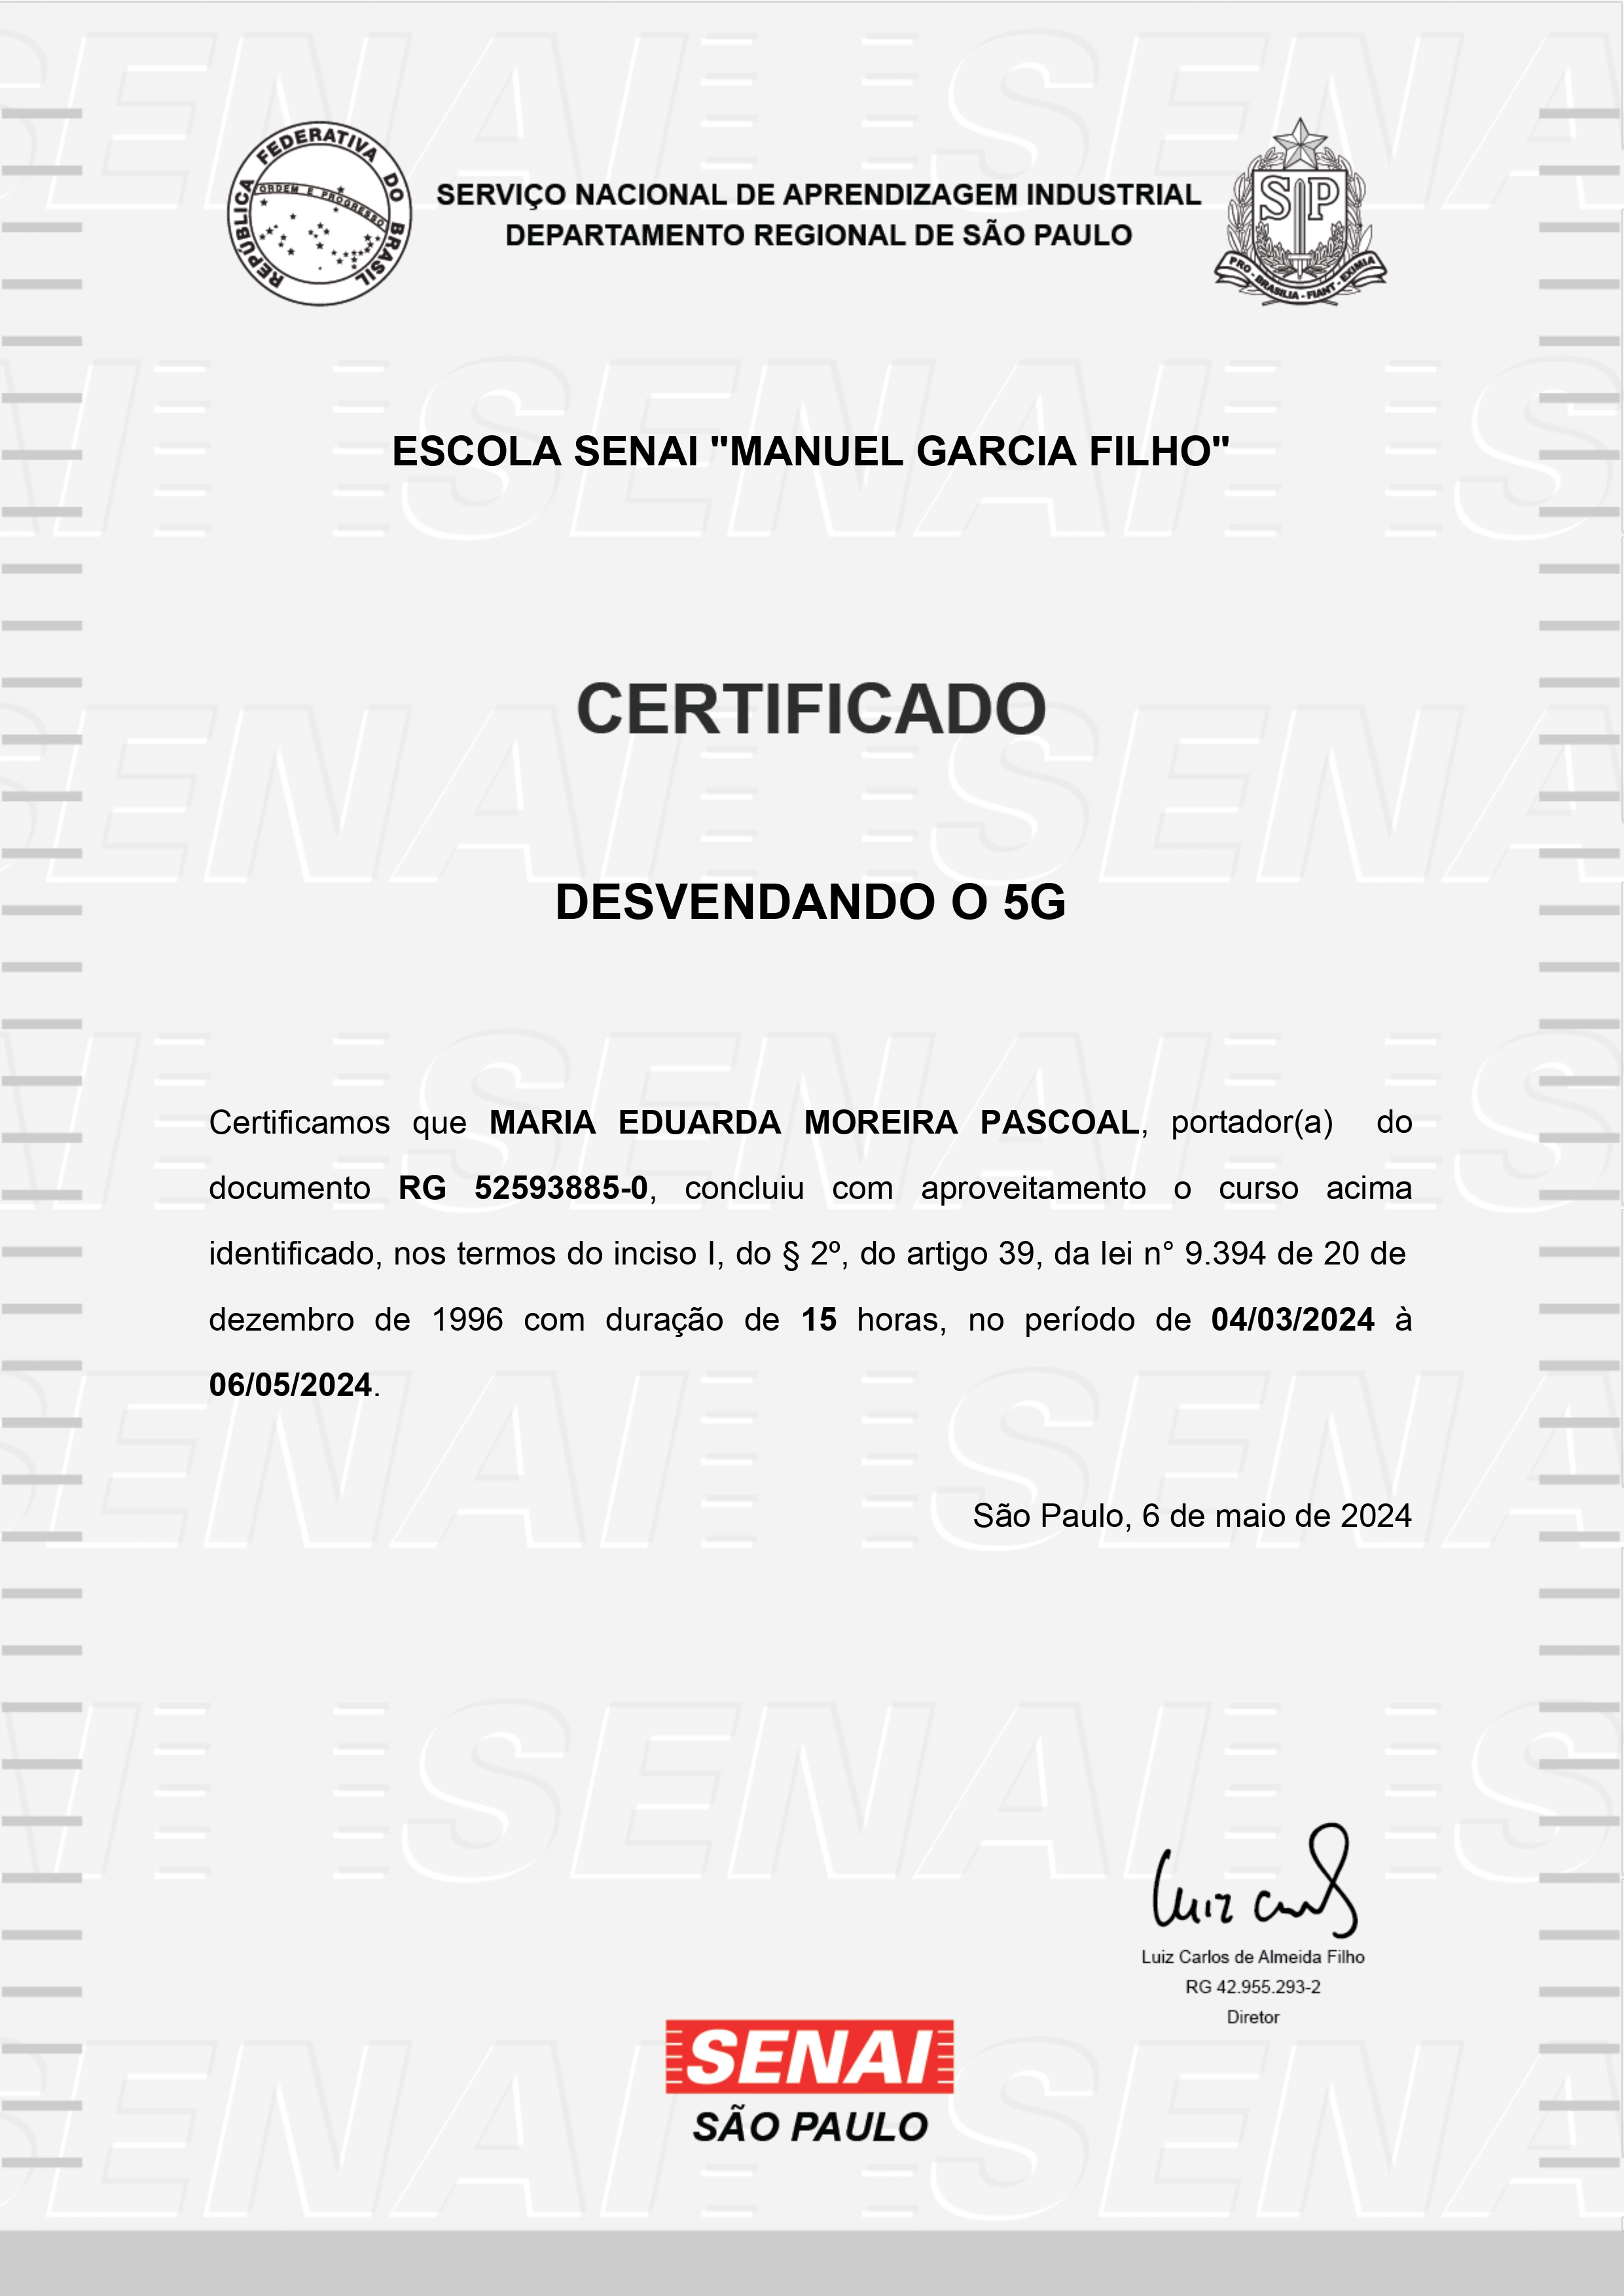 REPÚBLICA FEDERATIVA DO BRASIL
ORDEM E PROGRESSO
SERVIÇO NACIONAL DE APRENDIZAGEM INDUSTRIAL
DEPARTAMENTO REGIONAL DE SÃO PAULO
SP
PRO - BRASILIA - FIANT - EXIMIA
ESCOLA SENAI "MANUEL GARCIA FILHO"
CERTIFICADO
DESVENDANDO O 5G
Certificamos que MARIA EDUARDA MOREIRA PASCOAL, portador(a) do
documento RG 52593885-0, concluiu com aproveitamento o curso acima
identificado, nos termos do inciso I, do § 2º, do artigo 39, da lei n° 9.394 de 20 de
dezembro de 1996 com duração de 15 horas, no período de 04/03/2024 à
06/05/2024.
São Paulo, 6 de maio de 2024
Luiz Carlos de Almeida Filho
RG 42.955.293-2
Diretor
SENAI
SÃO PAULO